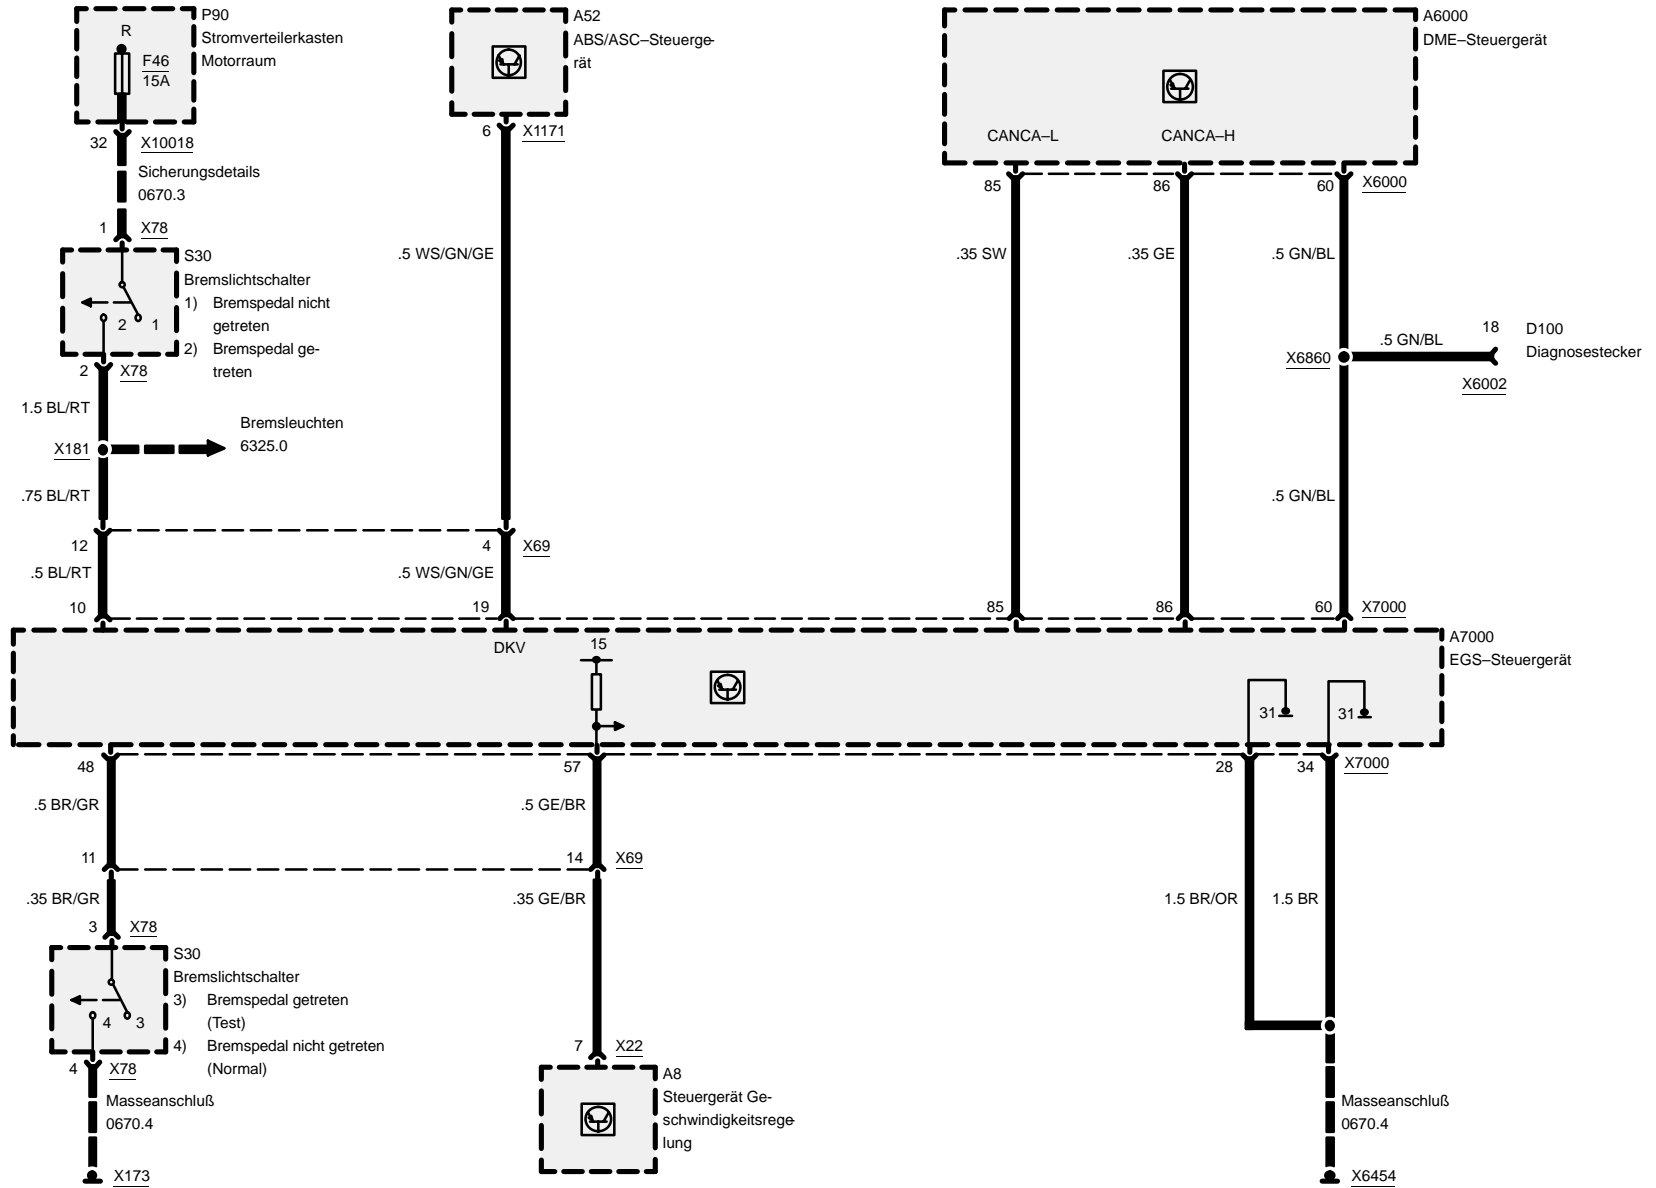 P90
Stromverteilerkasten
Motorraum
R
F46
15A
32
X10018
Sicherungsdetails
0670.3
1
X78
S30
Bremslichtschalter
1) Bremspedal nicht
getreten
2) Bremspedal ge-
treten
2
1
2
X78
1.5 BL/RT
X181
Bremsleuchten
6325.0
.75 BL/RT
12
.5 BL/RT
10
A52
ABS/ASC–Steuerge-
rät
6
X1171
.5 WS/GN/GE
4
X69
.5 WS/GN/GE
19
A6000
DME–Steuergerät
CANCA–L
CANCA–H
85
86
60
X6000
.35 SW
.35 GE
.5 GN/BL
X6860
.5 GN/BL
18
D100
Diagnosestecker
X6002
.5 GN/BL
85
86
60
X7000
A7000
EGS–Steuergerät
DKV
15
31
31
48
57
28
34
X7000
.5 BR/GR
.5 GE/BR
11
14
X69
.35 BR/GR
.35 GE/BR
1.5 BR/OR
1.5 BR
3
X78
S30
Bremslichtschalter
3) Bremspedal getreten
(Test)
4) Bremspedal nicht getreten
(Normal)
4
3
4
X78
Masseanschluß
0670.4
X173
7
X22
A8
Steuergerät Ge-
schwindigkeitsrege-
lung
Masseanschluß
0670.4
X6454